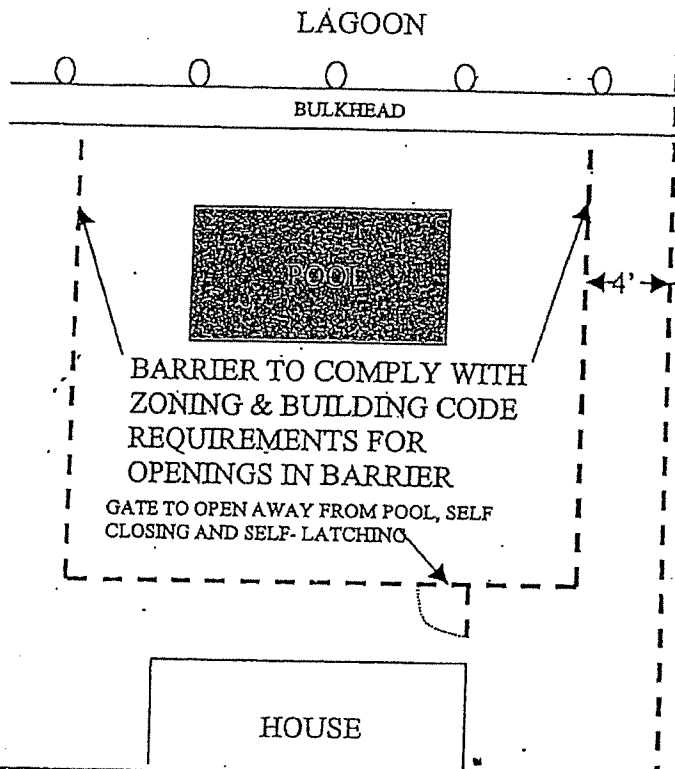 LAGOON
BULKHEAD
POOL
4'
BARRIER TO COMPLY WITH
ZONING & BUILDING CODE
REQUIREMENTS FOR
OPENINGS IN BARRIER
GATE TO OPEN AWAY FROM POOL, SELF
CLOSING AND SELF- LATCHING
HOUSE